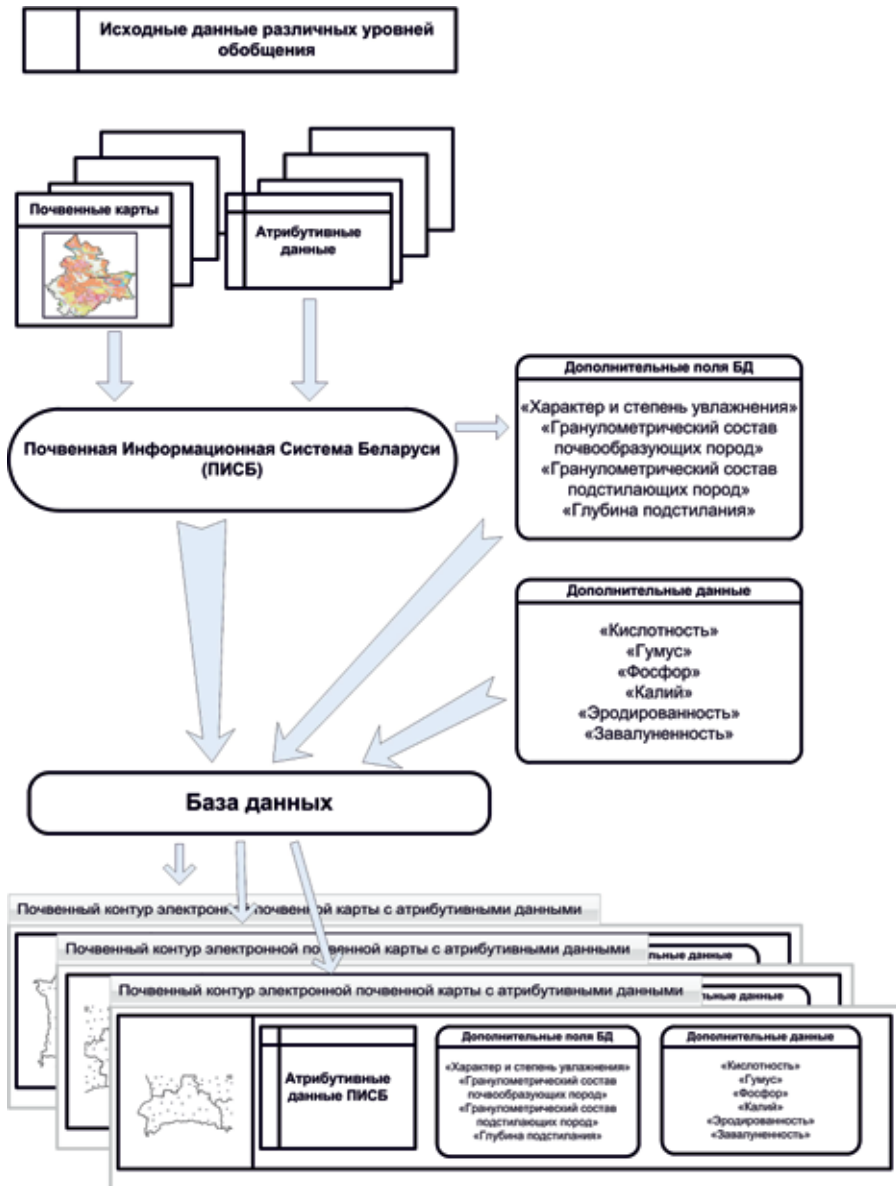 Исходные данные различных уровней
обобщения
Почвенные карты
Атрибутивные
данные
Почвенная Информационная Система Беларуси
(ПИСБ)
Дополнительные поля БД
«Характер и степень увлажнения»
«Гранулометрический состав
почвообразующих пород»
«Гранулометрический состав
подстилающих пород»
«Глубина подстилания»
Дополнительные данные
«Кислотность»
«Гумус»
«Фосфор»
«Калий»
«Эродированность»
«Завалуненность»
База данных
Почвенный контур электронной почвенной карты с атрибутивными данными
Почвенный контур электронной почвенной карты с атрибутивными данными
льные данные
Почвенный контур электронной почвенной карты с атрибутивными данными
ельные данные
Атрибутивные
данные ПИСБ
Дополнительные поля БД
«Характер и степень увлажнения»
«Гранулометрический состав
почвообразующих пород»
«Гранулометрический состав
подстилающих пород»
«Глубина подстилания»
Дополнительные данные
«Кислотность»
«Гумус»
«Фосфор»
«Калий»
«Эродированность»
«Завалуненность»